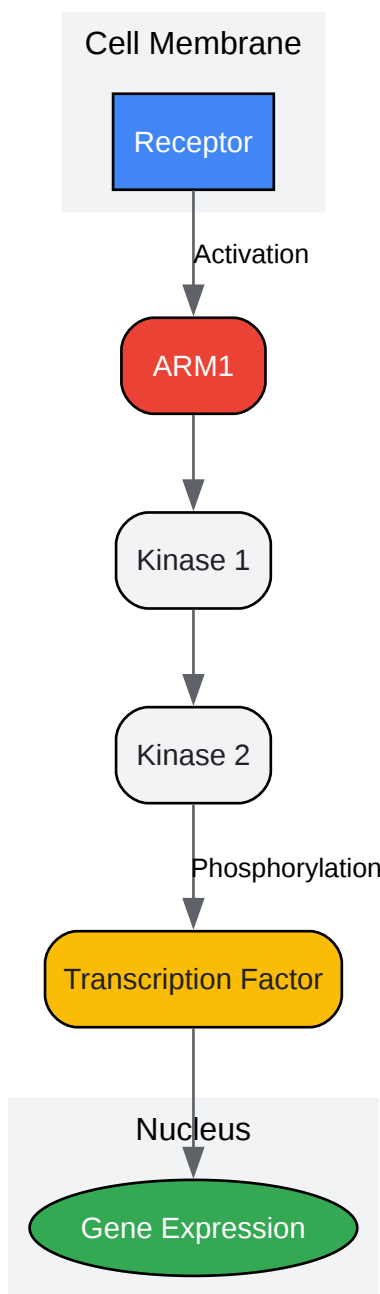 Cell Membrane
Receptor
Activation
ARM1
Kinase 1
Kinase 2
Phosphorylation
Transcription Factor
Nucleus
Gene Expression